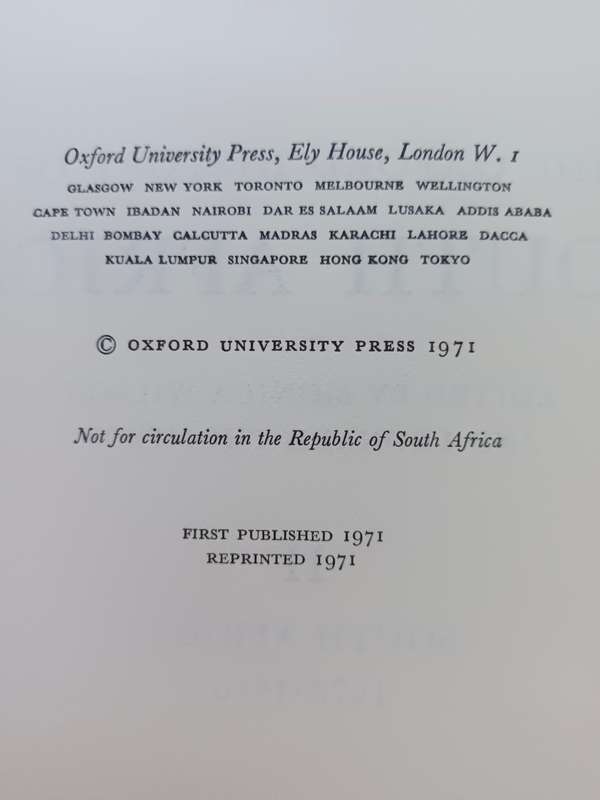 Oxford University Press, Ely House, London W. 1
GLASGOW NEW YORK TORONTO MELBOURNE WELLINGTON
CAPE TOWN IBADAN NAIROBI DAR ES SALAAM LUSAKA ADDIS ABABA
DELHI BOMBAY CALCUTTA MADRAS KARACHI LAHORE DACCA
KUALA LUMPUR SINGAPORE HONG KONG TOKYO
© OXFORD UNIVERSITY PRESS 1971
Not for circulation in the Republic of South Africa
FIRST PUBLISHED 1971
REPRINTED 1971